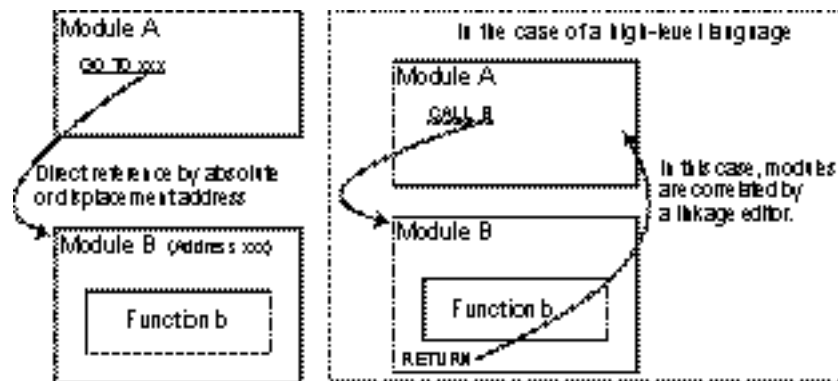 Module A
GO TO xxx
Direct reference by absolute
or displacement address
Module B (Address xxx)
Function b
In the case of a high-level language
Module A
CALL B
In this case, modules
are correlated by
a linkage editor.
Module B
Function b
RETURN